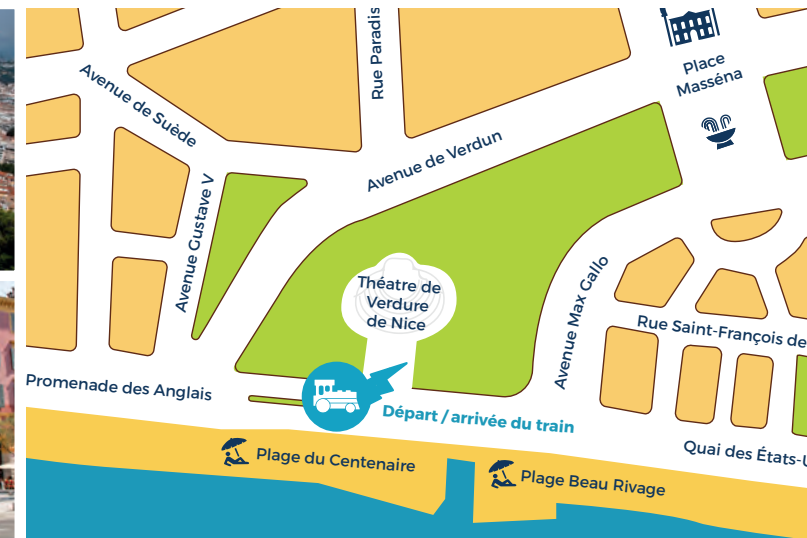 Rue Paradis
Place
Masséna
Avenue de Suède
Avenue de Verdun
Avenue Gustave V
Théatre de
Verdure
de Nice
Avenue Max Gallo
Rue Saint-François de
Promenade des Anglais
Départ / arrivée du train
Quai des États-U
Plage du Centenaire
Plage Beau Rivage